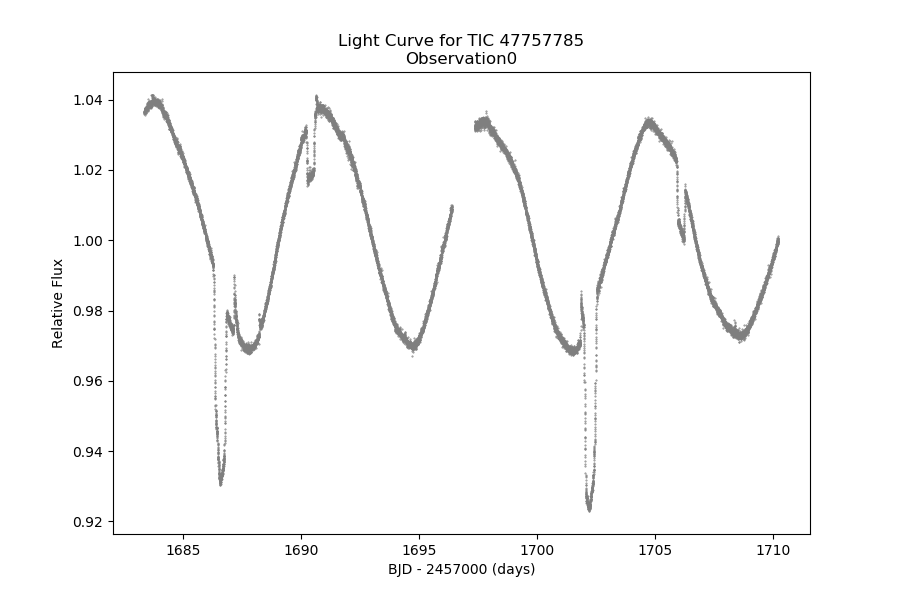 Light Curve for TIC 47757785
Observation0
1.04
1.02
1.00
0.98
0.96
0.94
0.92
Relative Flux
1685 1690 1695 1700 1705 1710
BJD - 2457000 (days)